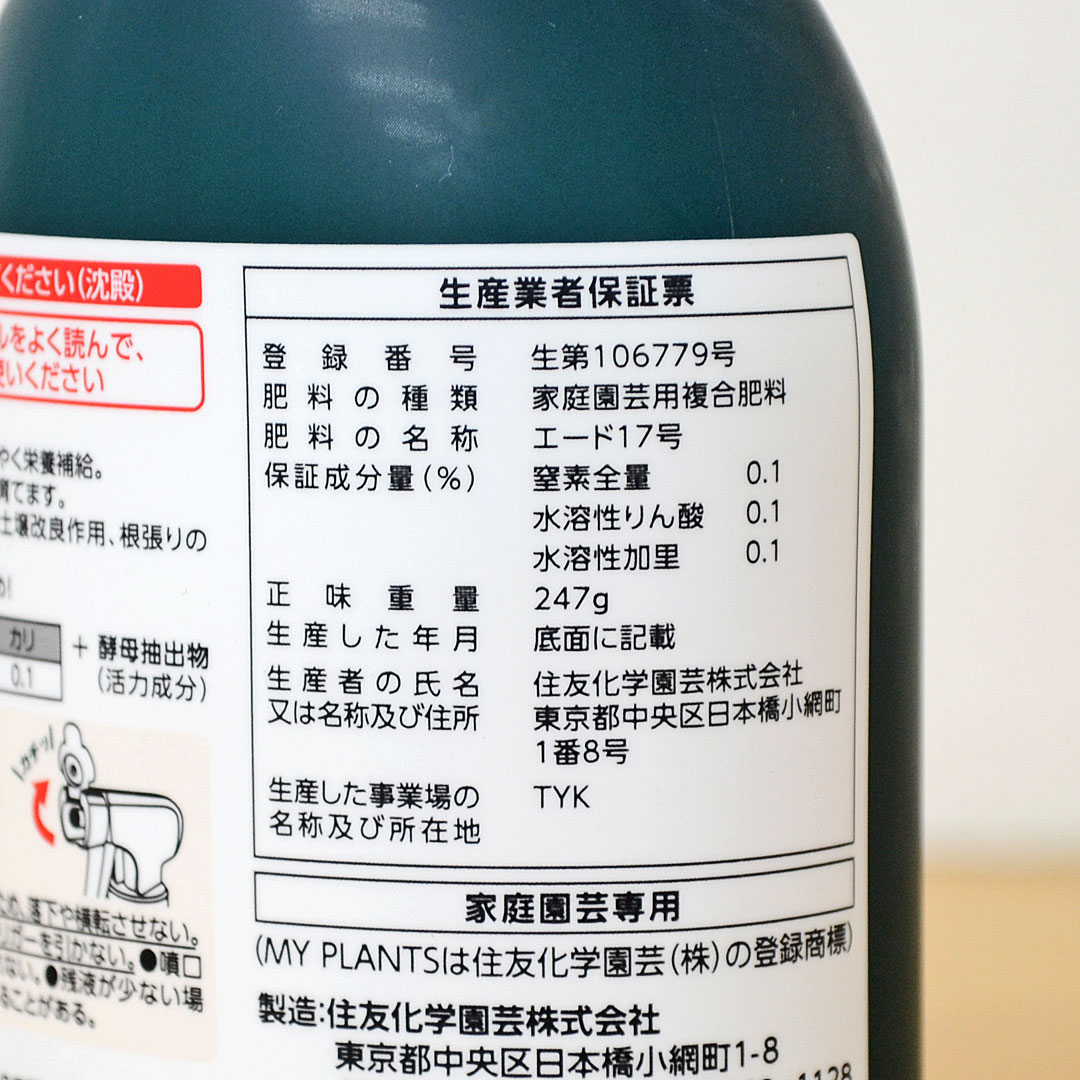 ください(沈殿)
ルをよく読んで、
使いください
やく栄養補給。
育てます。
土壌改良作用、根張りの
カリ
0.1
+ 酵母抽出物
(活力成分)
カチッ
ため、落下や横転させない。
ガーを引かない。●噴口
ない。●残液が少ない場
ことがある。
生産業者保証票
登録番号 生第106779号
肥料の種類 家庭園芸用複合肥料
肥料の名称 エード17号
保証成分量(%) 窒素全量 0.1
水溶性りん酸 0.1
水溶性加里 0.1
正味重量 247g
生産した年月 底面に記載
生産者の氏名 住友化学園芸株式会社
又は名称及び住所 東京都中央区日本橋小網町
1番8号
生産した事業場の TYK
名称及び所在地
家庭園芸専用
(MY PLANTSは住友化学園芸(株)の登録商標)
製造:住友化学園芸株式会社
東京都中央区日本橋小網町1-8
1128